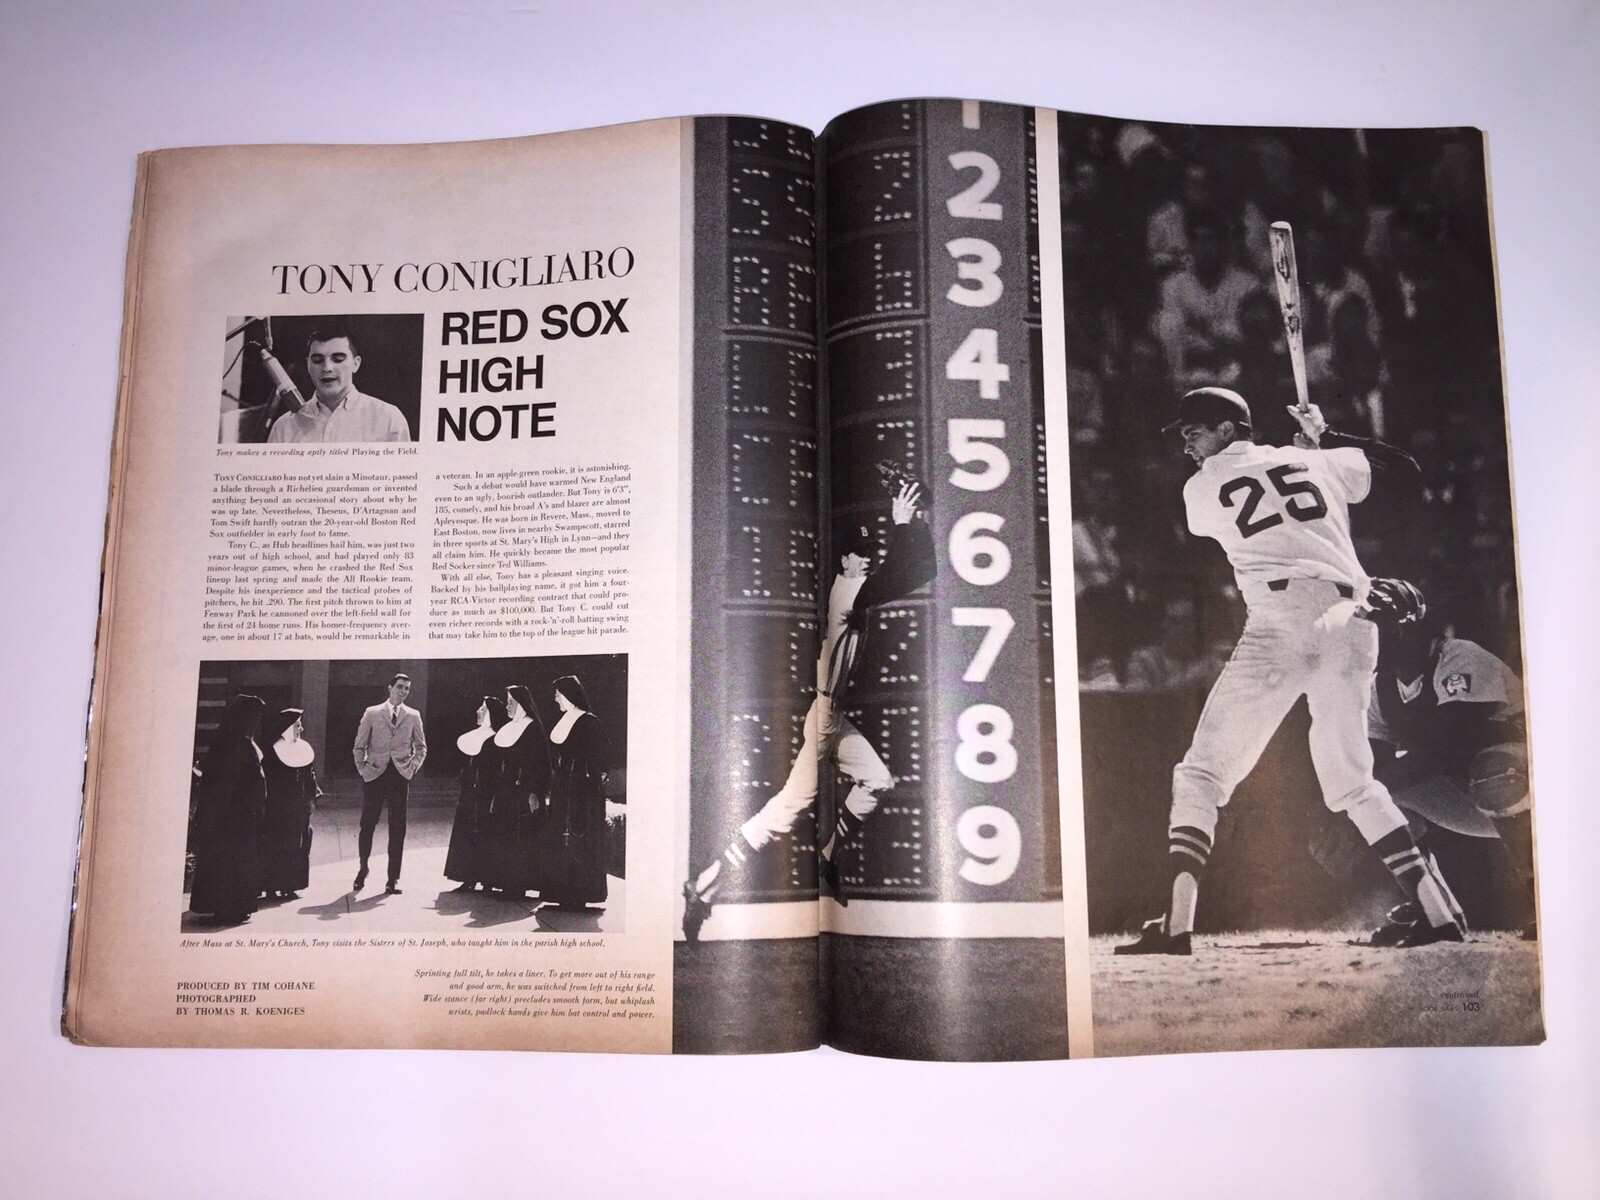 TONY CONIGLIARO
RED SOX
HIGH
NOTE
Tony makes a recording aptly titled Playing the Field.
TONY CONIGLIARO has not yet slain a Minotaur, passed
a blade through a Richelieu guardsman or invented
anything beyond an occasional story about why he
was up late. Nevertheless, Theseus, D'Artagnan and
Tom Swift hardly outran the 20-year-old Boston Red
Sox outfielder in early foot to fame.
Tony C., as Hub headlines hail him, was just two
years out of high school, and had played only 83
minor-league games, when he crashed the Red Sox
lineup last spring and made the All Rookie team.
Despite his inexperience and the tactical probes of
pitchers, he hit .290. The first pitch thrown to him at
Fenway Park he cannoned over the left-field wall for
the first of 24 home runs. His homer-frequency aver-
age, one in about 17 at bats, would be remarkable in
a veteran. In an apple-green rookie, it is astonishing.
Such a debut would have warmed New England
even to an ugly, boorish outlander. But Tony is 6'3",
185, comely, and his broad A's and blazer are almost
Apleyesque. He was born in Revere, Mass., moved to
East Boston, now lives in nearby Swampscott, starred
in three sports at St. Mary's High in Lynn—and they
all claim him. He quickly became the most popular
Red Socker since Ted Williams.
With all else, Tony has a pleasant singing voice.
Backed by his ballplaying name, it got him a four-
year RCA-Victor recording contract that could pro-
duce as much as $100,000. But Tony C. could cut
even richer records with a rock-'n'-roll batting swing
that may take him to the top of the league hit parade.
After Mass at St. Mary's Church, Tony visits the Sisters of St. Joseph, who taught him in the parish high school.
PRODUCED BY TIM COHANE
PHOTOGRAPHED
BY THOMAS R. KOENIGES
Sprinting full tilt, he takes a liner. To get more out of his range
and good arm, he was switched from left to right field.
Wide stance (far right) precludes smooth form, but whiplash
wrists, padlock hands give him bat control and power.
1
2
3
4
5
6
7
8
9
B
25
continued
103